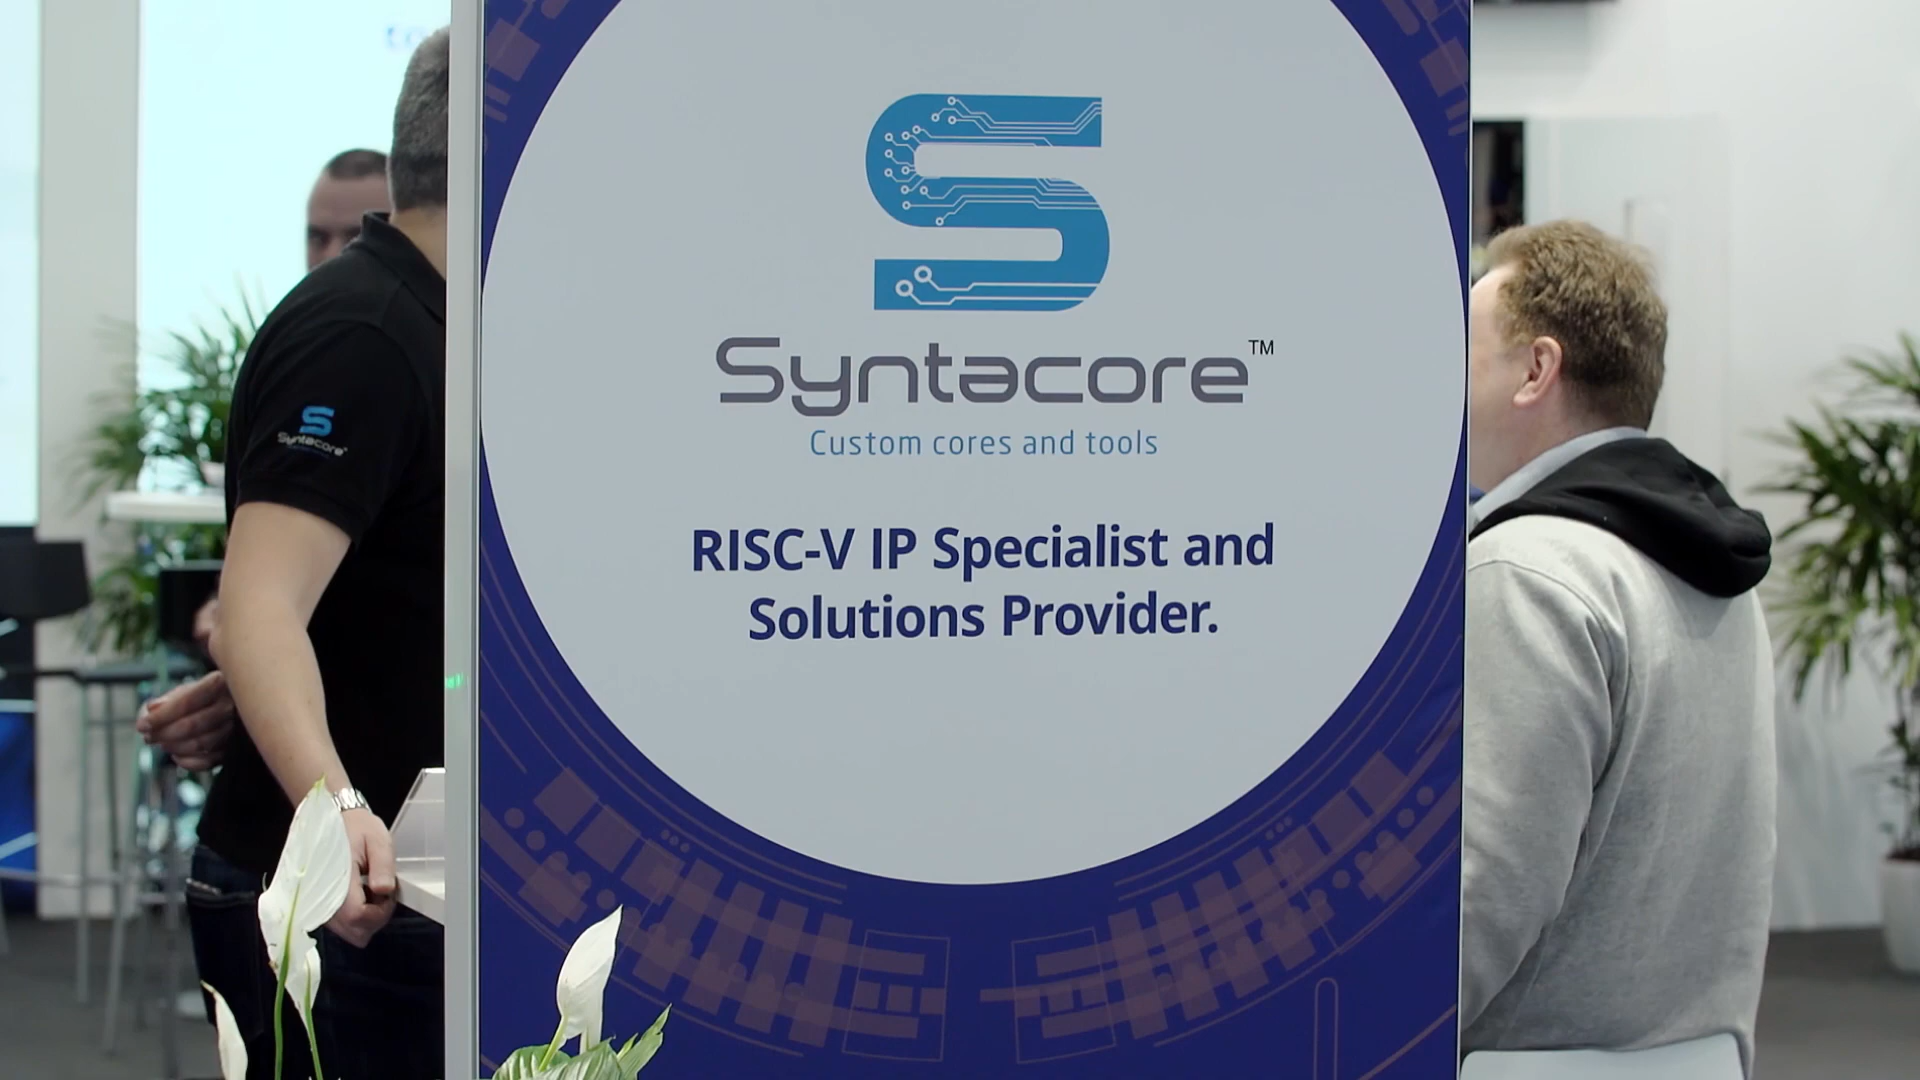 Syntacore™
Custom cores and tools
RISC-V IP Specialist and
Solutions Provider.
Syntacore